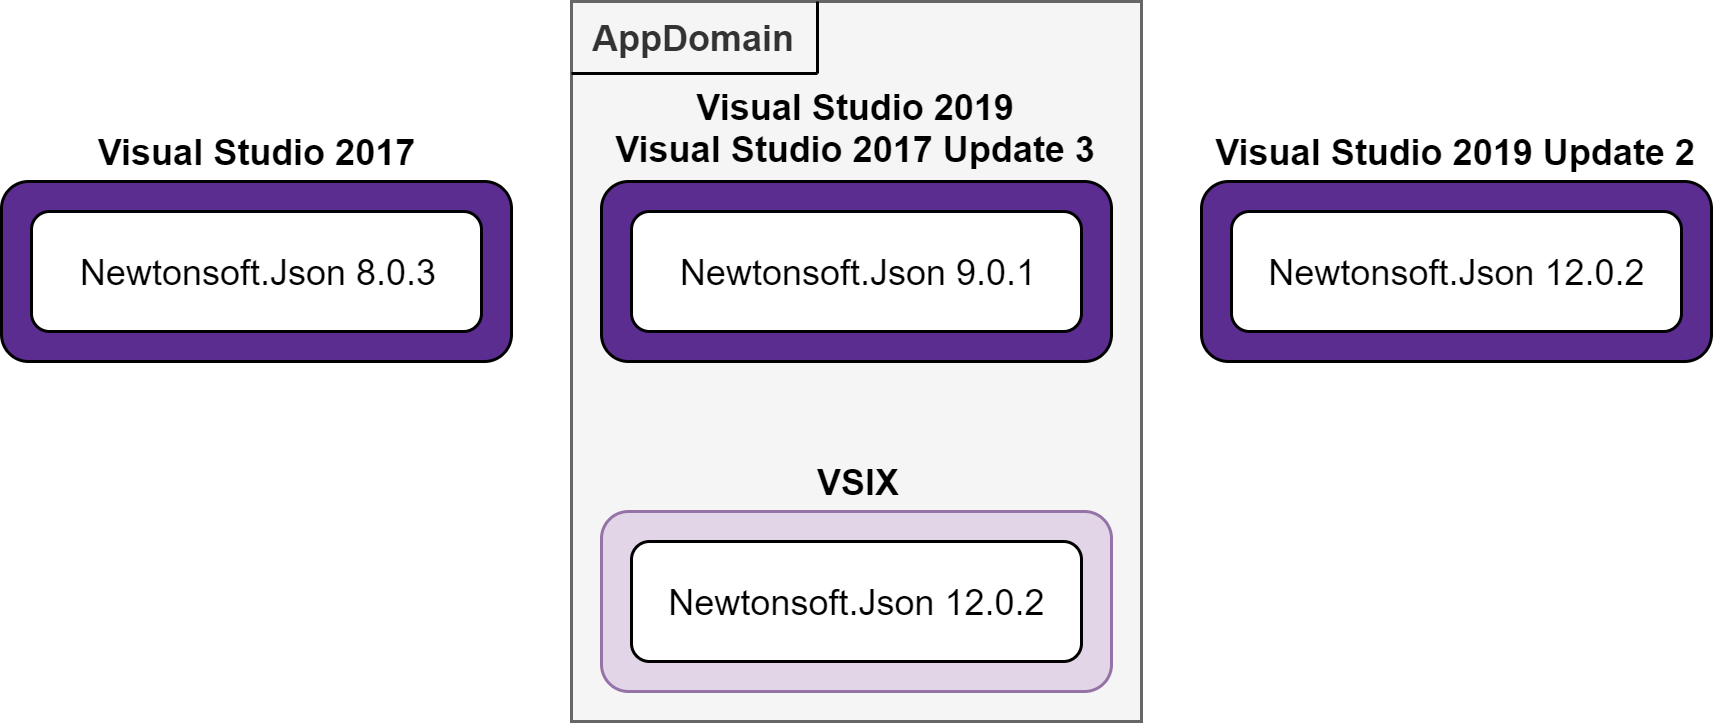 AppDomain
Visual Studio 2017
Newtonsoft.Json 8.0.3
Visual Studio 2019
Visual Studio 2017 Update 3
Newtonsoft.Json 9.0.1
VSIX
Newtonsoft.Json 12.0.2
Visual Studio 2019 Update 2
Newtonsoft.Json 12.0.2